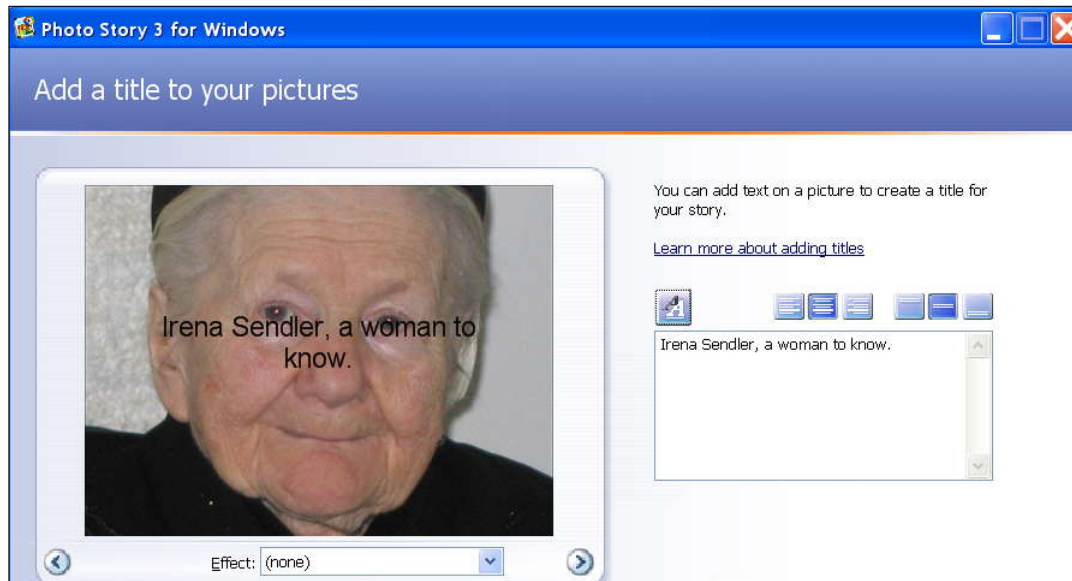 Photo Story 3 for Windows
Add a title to your pictures
Irena Sendler, a woman to
know.
Effect: (none)
You can add text on a picture to create a title for
your story.
Learn more about adding titles
A
Irena Sendler, a woman to know.